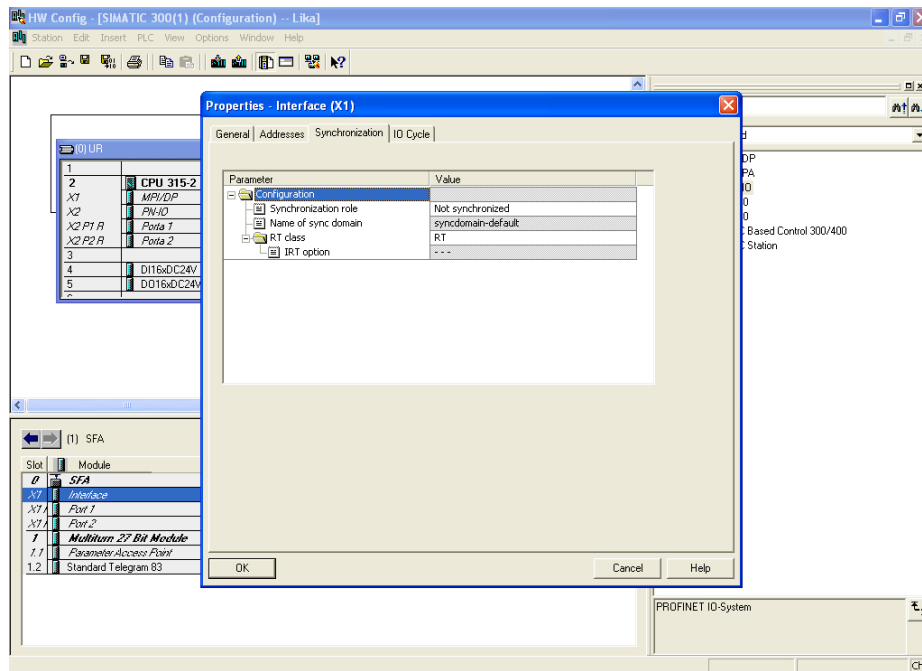 HW Config - [SIMATIC 300(1) (Configuration) -- Lika]
Station Edit Insert PLC View Options Window Help
Properties - Interface (X1)
General Addresses Synchronization IO Cycle
Parameter Value
Configuration
Synchronization role Not synchronized
Name of sync domain syncdomain-default
RT class RT
IRT option - - -
OK Cancel Help
(0) UR
1
2 CPU 315-2
X1 MPI/DP
X2 PN-IO
X2 P1 R Porta 1
X2 P2 R Porta 2
3
4 DI16xDC24V
5 DO16xDC24V
DP
PA
IO
0
0
Based Control 300/400
Station
(1) SFA
Slot Module
0 SFA
X1 Interface
X1 Port 1
X1 Port 2
1 Multiturn 27 Bit Module
1.1 Parameter Access Point
1.2 Standard Telegram 83
PROFINET IO-System